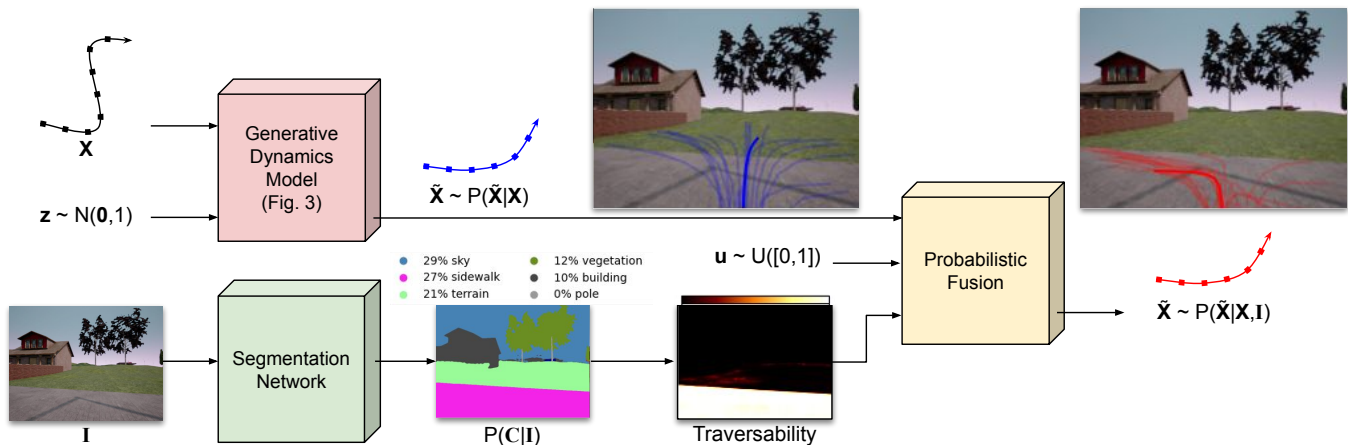 X
z ~ N(0,1)
Generative
Dynamics
Model
(Fig. 3)
X̃ ~ P(X̃|X)
I
Segmentation
Network
29% sky
27% sidewalk
21% terrain
12% vegetation
10% building
0% pole
P(C|I)
Traversability
u ~ U([0,1])
Probabilistic
Fusion
X̃ ~ P(X̃|X,I)